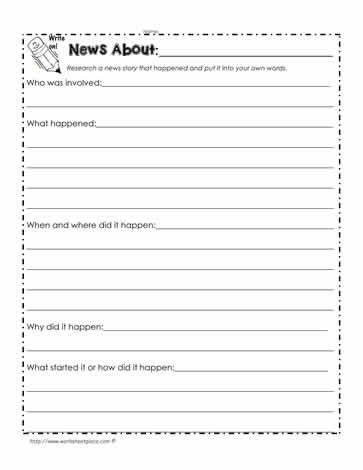 Write
on!
News About:
Research a news story that happened and put it into your own words.
Who was involved:
What happened:
When and where did it happen:
Why did it happen:
What started it or how did it happen:
http://www.worksheetplace.com ©